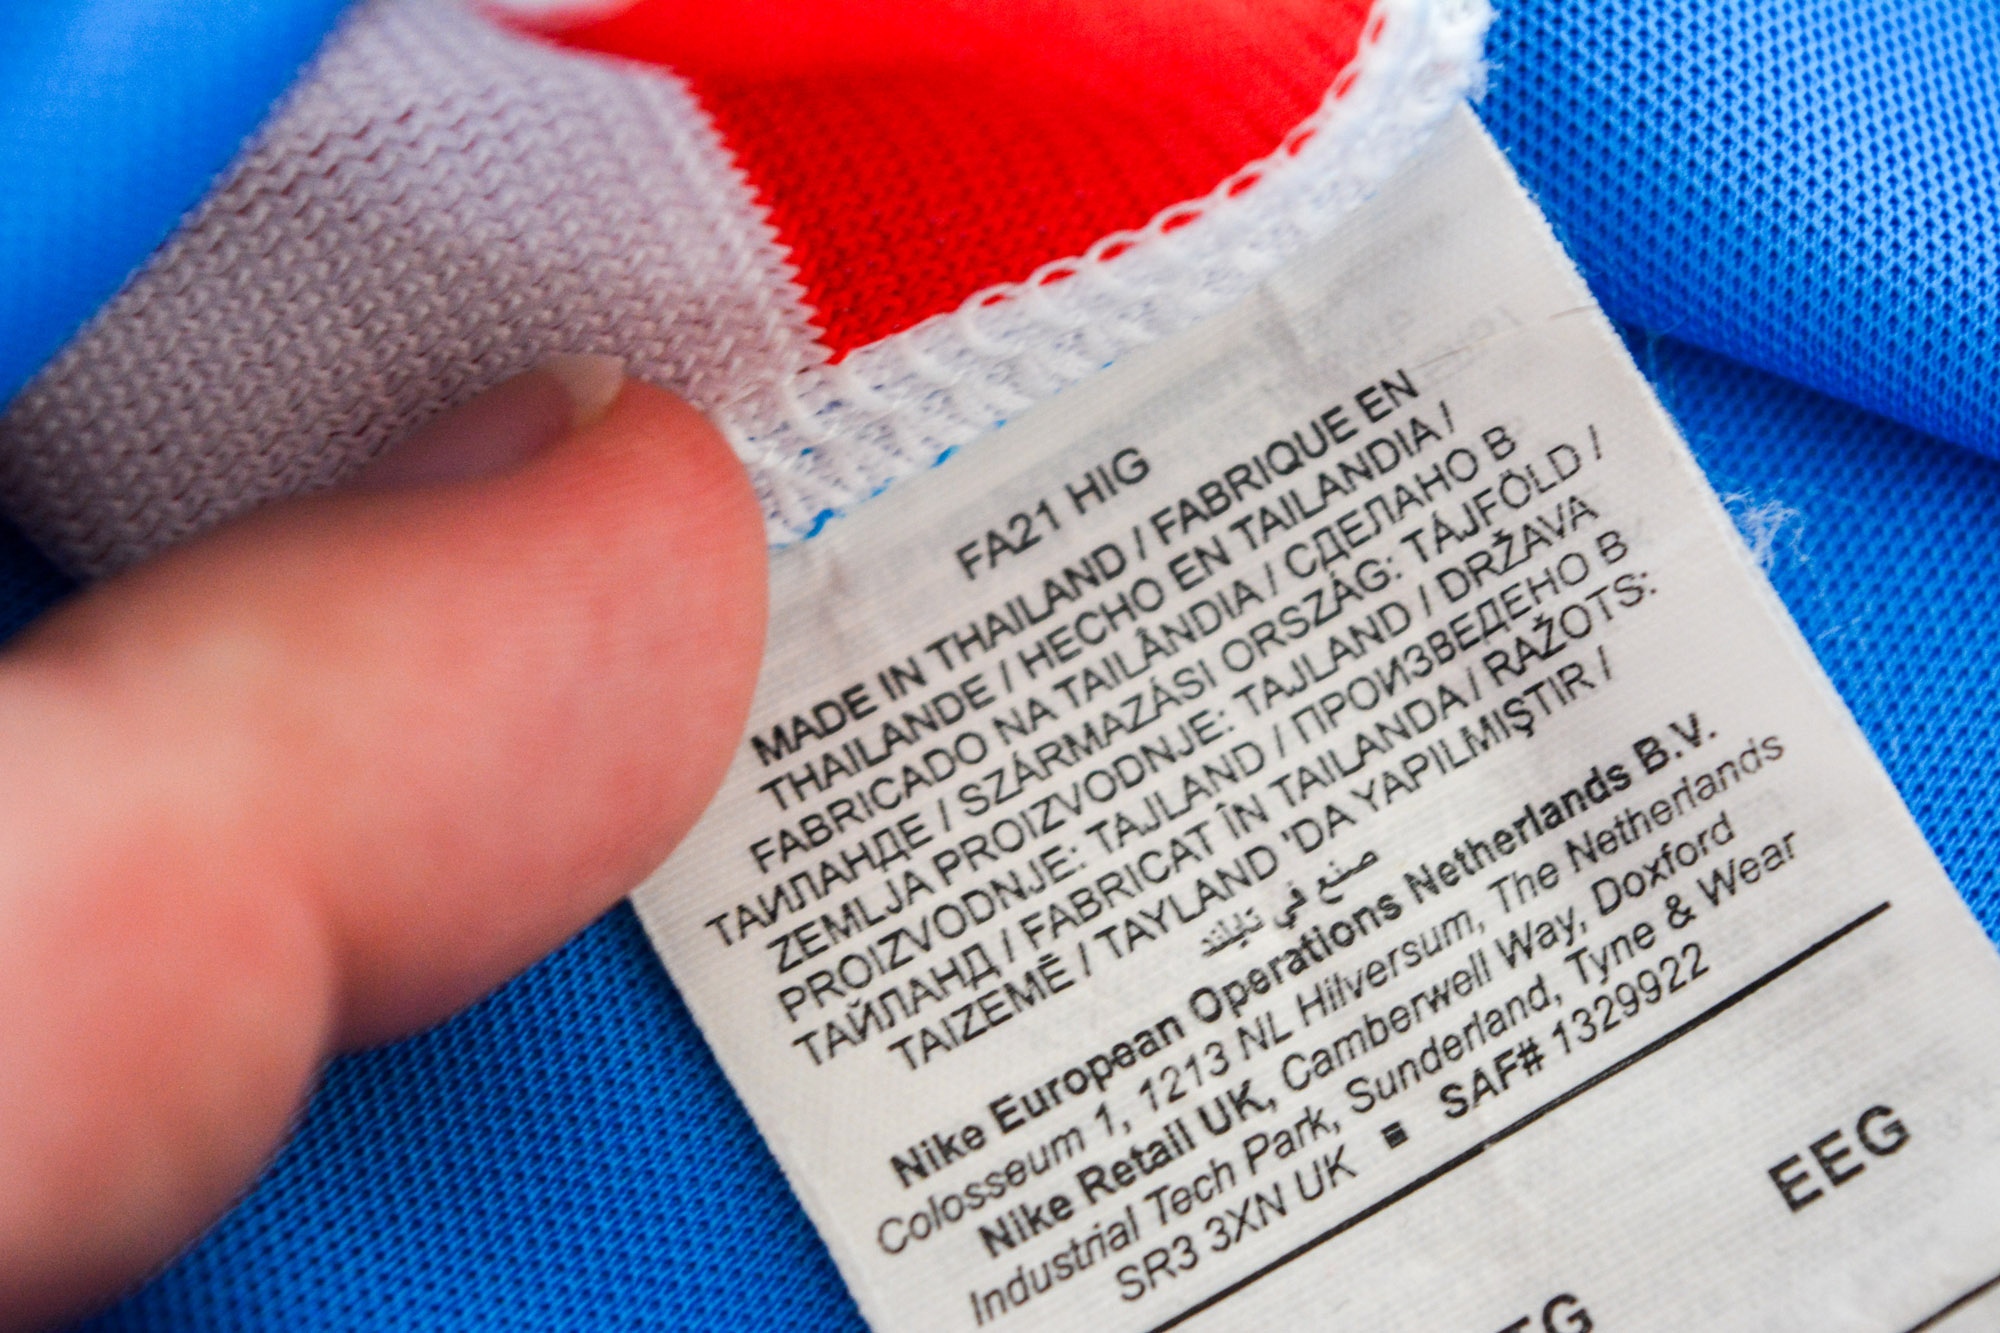 FA21 HIG
MADE IN THAILAND / FABRIQUE EN
THAILANDE / HECHO EN TAILANDIA /
FABRICADO NA TAILÂNDIA / СДЕЛАНО В
ТАИЛАНДЕ / SZÁRMAZÁSI ORSZÁG: TÁJFÖLD /
ZEMLJA PROIZVODNJE: TAJLAND / DRŽAVA
PROIZVODNJE: TAJLAND / ПРОИЗВЕДЕНО В
ТАЙЛАНД / FABRICAT ÎN TAILANDA / RAŽOTS:
TAIZEMĒ / TAYLAND 'DA YAPILMIŞTIR /
صنع في تايلند
Nike European Operations Netherlands B.V.
Colosseum 1, 1213 NL Hilversum, The Netherlands
Nike Retail UK, Camberwell Way, Doxford
Industrial Tech Park, Sunderland, Tyne & Wear
SR3 3XN UK ■ SAF# 1329922
EEG